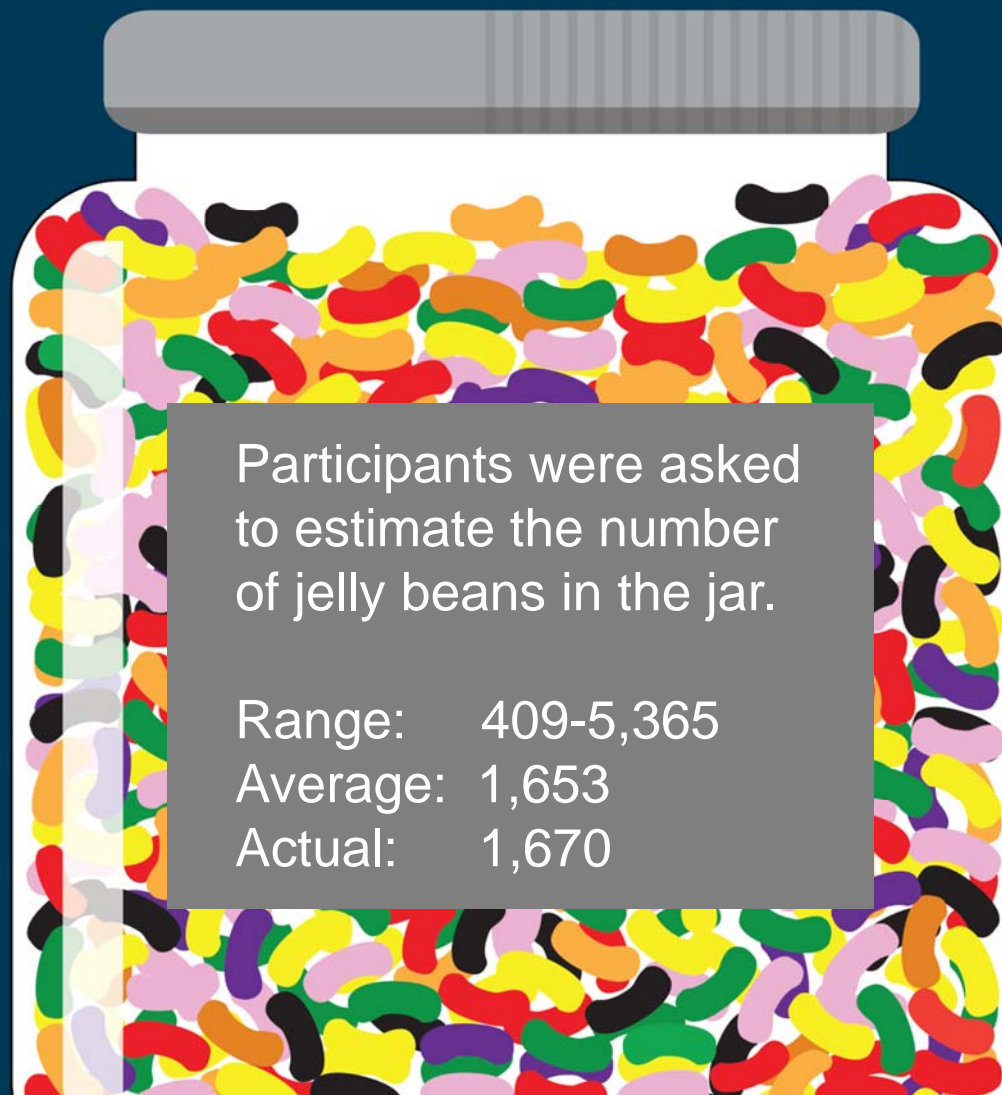 Participants were asked
to estimate the number
of jelly beans in the jar.
Range: 409-5,365
Average: 1,653
Actual: 1,670